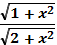 √(1 + x²)
√(2 + x²)